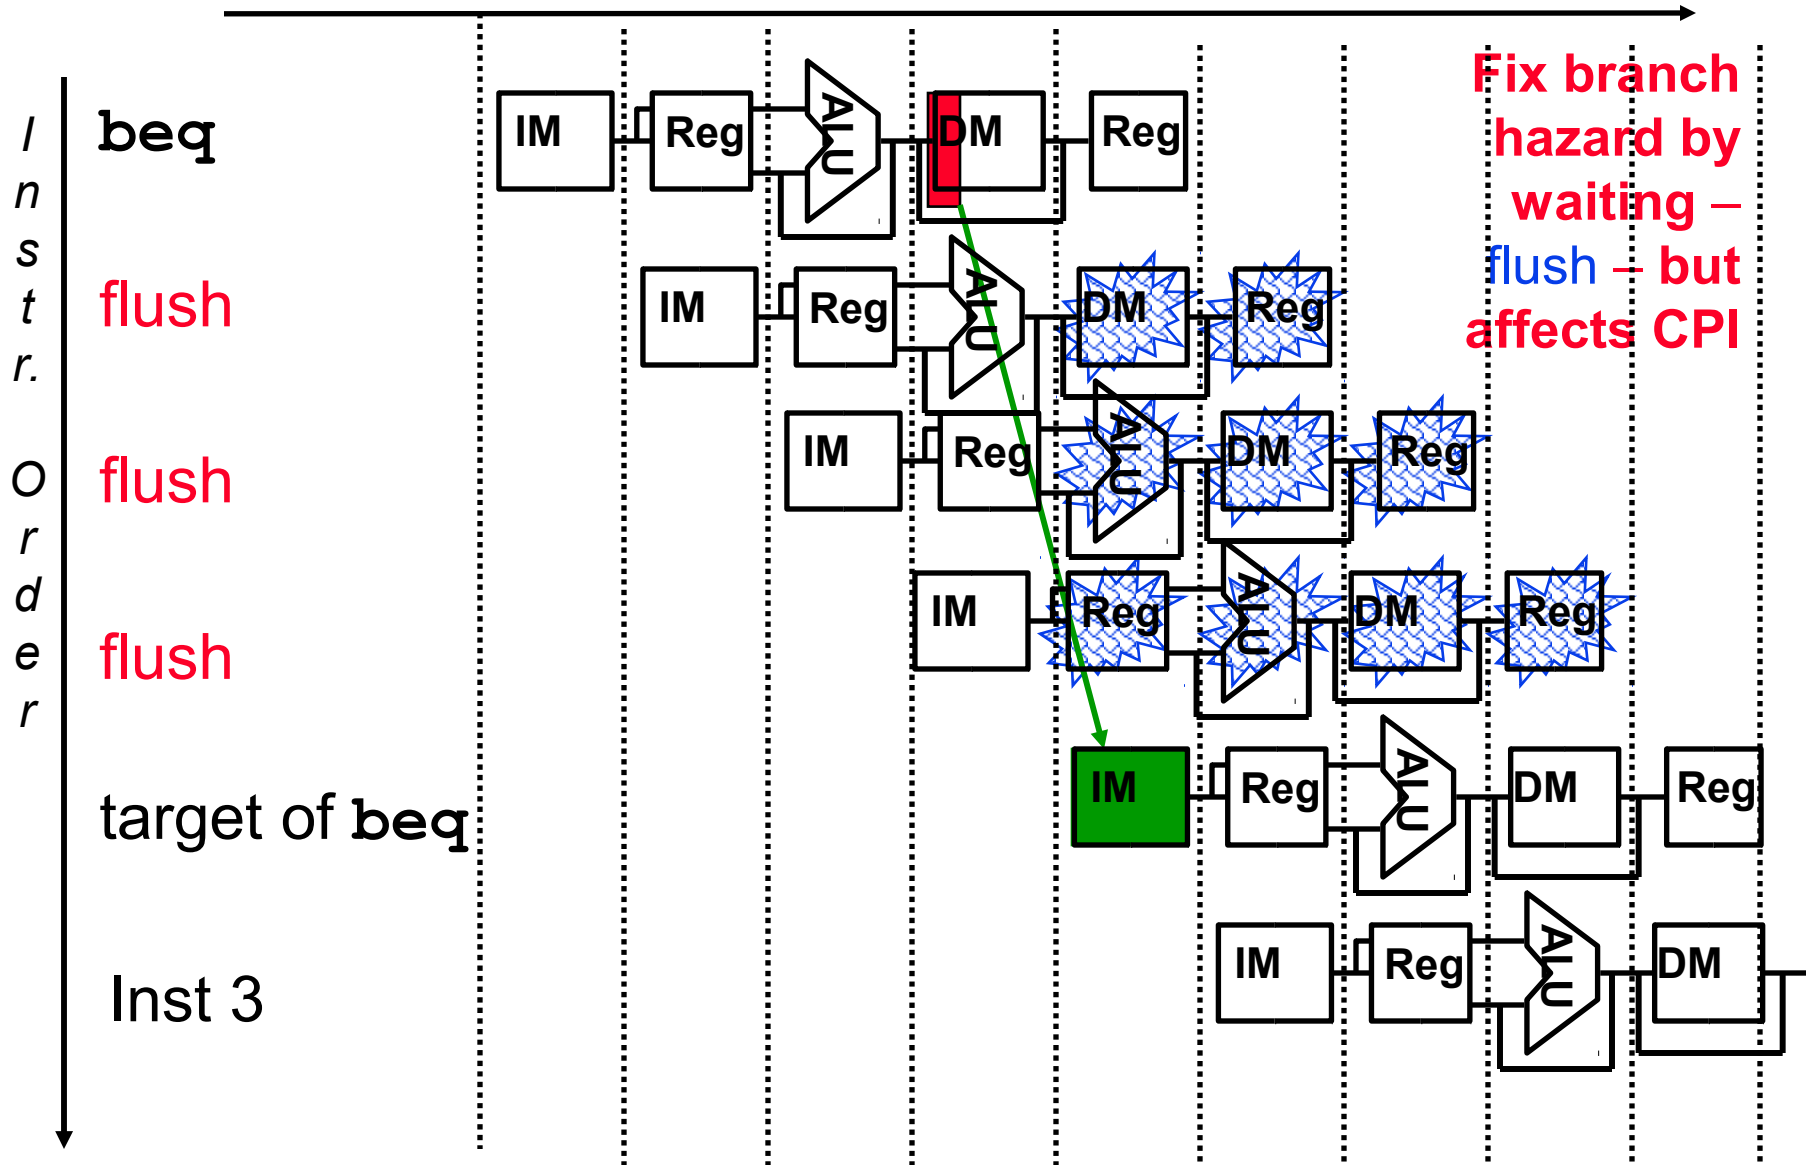 Instr. Order
beq IM Reg ALU DM Reg
Fix branch
hazard by
waiting –
flush – but
affects CPI
flush IM Reg ALU DM Reg
flush IM Reg ALU DM Reg
flush IM Reg ALU DM Reg
target of beq IM Reg ALU DM Reg
Inst 3 IM Reg ALU DM